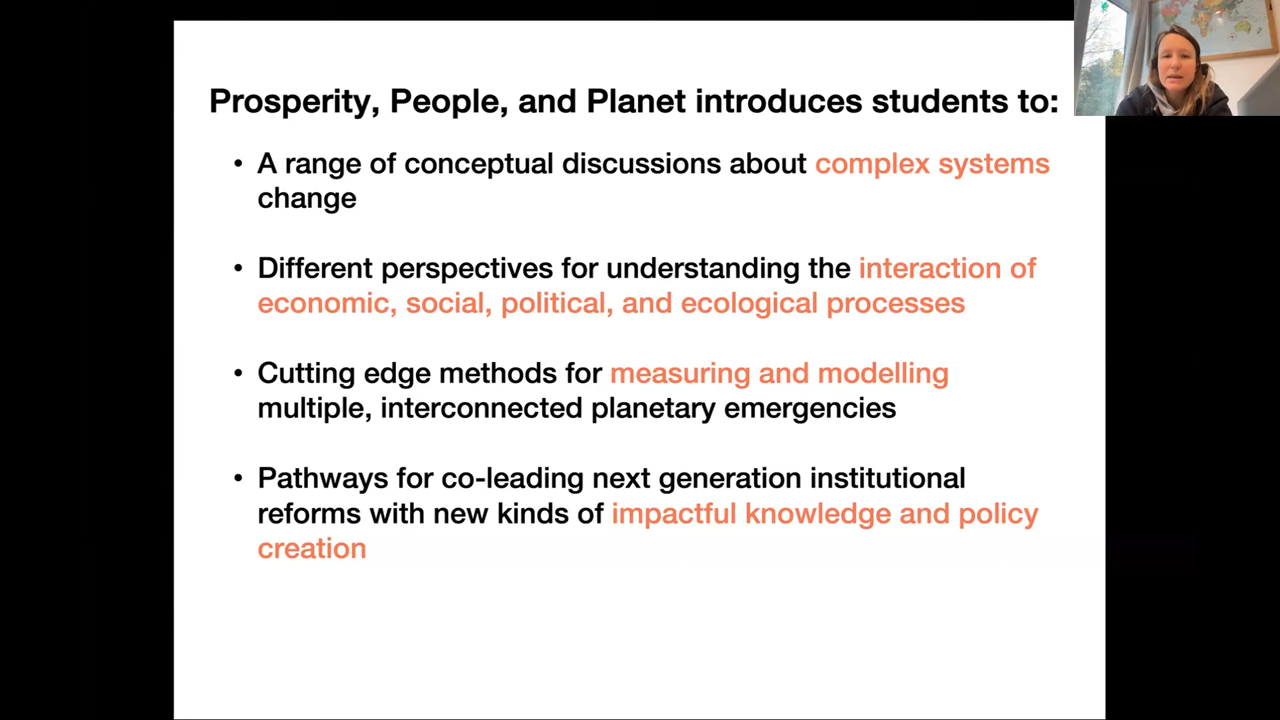 Prosperity, People, and Planet introduces students to:
• A range of conceptual discussions about complex systems
change
• Different perspectives for understanding the interaction of
economic, social, political, and ecological processes
• Cutting edge methods for measuring and modelling
multiple, interconnected planetary emergencies
• Pathways for co-leading next generation institutional
reforms with new kinds of impactful knowledge and policy
creation